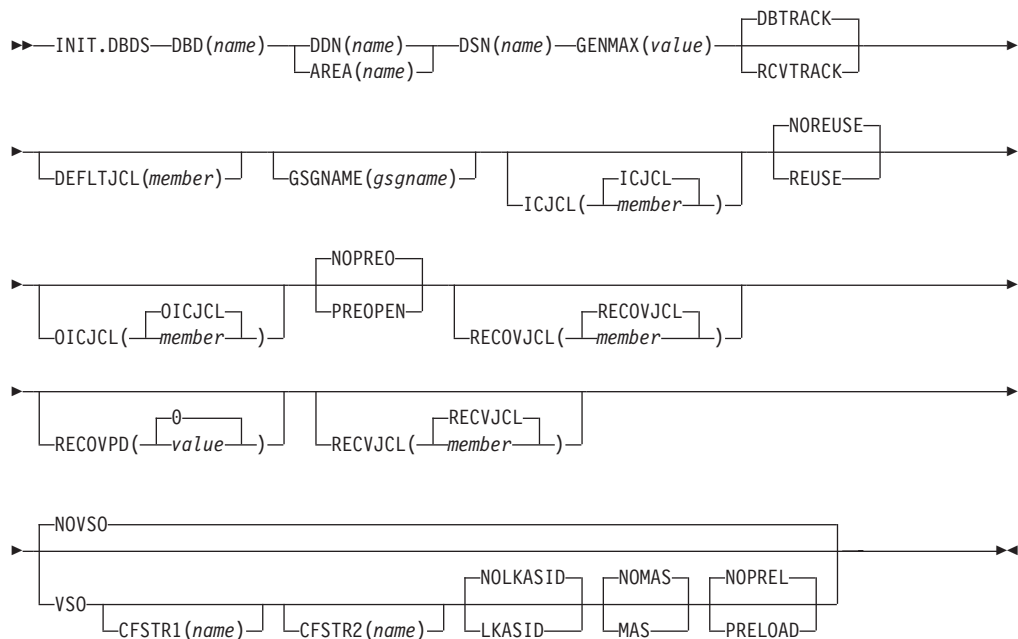 DBTRACK
INIT.DBDS DBD(name) DDN(name) DSN(name) GENMAX(value)
AREA(name) RCVTRACK
NOREUSE
DEFLTJCL(member) GSGNAME(gsgname) ICJCL REUSE
ICJCL( member )
NOPREO
OICJCL PREOPEN RECOVJCL
OICJCL( member ) RECOVJCL( member )
0 RECVJCL
RECOVPD( value ) RECVJCL( member )
NOVSO
VSO NOLKASID NOMAS NOPREL
CFSTR1(name) CFSTR2(name) LKASID MAS PRELOAD